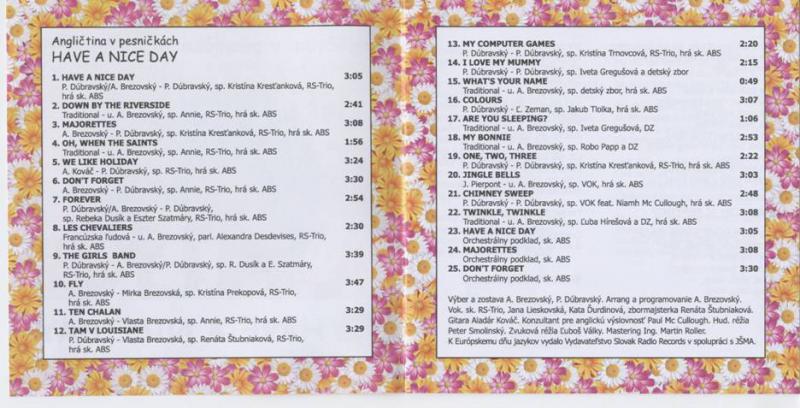 Angličtina v pesničkách
HAVE A NICE DAY
1. HAVE A NICE DAY 3:05
P. Dúbravský/A. Brezovský - P. Dúbravský, sp. Kristína Kresťanková, RS-Trio,
hrá sk. ABS
2. DOWN BY THE RIVERSIDE 2:41
Traditional - u. A. Brezovský, sp. Annie, RS-Trio, hrá sk. ABS
3. MAJORETTES 3:08
A. Brezovský - P. Dúbravský, sp. Kristína Kresťanková, RS-Trio, hrá sk. ABS
4. OH, WHEN THE SAINTS 1:56
Traditional - u. A. Brezovský, sp. Annie, RS-Trio, hrá sk. ABS
5. WE LIKE HOLIDAY 3:24
A. Kováč - P. Dúbravský, sp. RS-Trio, hrá sk. ABS
6. DON'T FORGET 3:30
A. Brezovský - P. Dúbravský, sp. Annie, RS-Trio, hrá sk. ABS
7. FOREVER 2:54
P. Dúbravský/A. Brezovský - P. Dúbravský,
sp. Rebeka Dusík a Eszter Szatmáry, RS-Trio, hrá sk. ABS
8. LES CHEVALIERS 2:30
Francúzska ľudová - u. A. Brezovský, parl. Alexandra Desdevises, RS-Trio,
hrá sk. ABS
9. THE GIRLS BAND 3:39
P. Dúbravský - A. Brezovský/P. Dúbravský, sp. R. Dusík a E. Szatmáry,
RS-Trio, hrá sk. ABS
10. FLY 3:47
A. Brezovský - Mirka Brezovská, sp. Kristína Prekopová, RS-Trio,
hrá sk. ABS
11. TEN CHALAN 3:29
A. Brezovský - Vlasta Brezovská, sp. Annie, RS-Trio, hrá sk. ABS
12. TAM V LOUISIANE 3:29
P. Dúbravský - Vlasta Brezovská, sp. Renáta Štubniaková, RS-Trio,
hrá sk. ABS
13. MY COMPUTER GAMES 2:20
P. Dúbravský - P. Dúbravský, sp. Kristína Trnovcová, RS-Trio, hrá sk. ABS
14. I LOVE MY MUMMY 2:15
P. Dúbravský - P. Dúbravský, sp. Iveta Gregušová a detský zbor
15. WHAT'S YOUR NAME 0:49
Traditional - u. A. Brezovský, sp. detský zbor, hrá sk. ABS
16. COLOURS 3:07
P. Dúbravský - Ľ. Zeman, sp. Jakub Tlolka, hrá sk. ABS
17. ARE YOU SLEEPING? 1:06
Traditional - u. A. Brezovský, sp. Iveta Gregušová, DZ
18. MY BONNIE 2:53
Traditional - u. A. Brezovský, sp. Robo Papp a DZ
19. ONE, TWO, THREE 2:22
P. Dúbravský - P. Dúbravský, sp. Kristína Kresťanková, RS-Trio, hrá sk. ABS
20. JINGLE BELLS 3:03
J. Pierpont - u A. Brezovský, sp. VOK, hrá sk. ABS
21. CHIMNEY SWEEP 2:48
P. Dúbravský - P. Dúbravský, sp. VOK feat. Niamh Mc Cullough, hrá sk. ABS
22. TWINKLE, TWINKLE 3:08
Traditional - u. A. Brezovský, sp. Ľuba Hírešová a DZ, hrá sk. ABS
23. HAVE A NICE DAY 3:05
Orchestrálny podklad, sk. ABS
24. MAJORETTES 3:08
Orchestrálny podklad, sk. ABS
25. DON'T FORGET 3:30
Orchestrálny podklad, sk. ABS
Výber a zostava A. Brezovský, P. Dúbravský. Arrang a programovanie A. Brezovský.
Vok. sk. RS-Trio, Jana Lieskovská, Kata Ďurdinová, zbormajsterka Renáta Štubniaková.
Gitara Aladár Kováč. Konzultant pre anglickú výslovnosť Paul Mc Cullough. Hud. réžia
Peter Smolinský. Zvuková réžia Ľuboš Války. Mastering Ing. Martin Roller.
K Európskemu dňu jazykov vydalo Vydavateľstvo Slovak Radio Records v spolupráci s JŠMA.